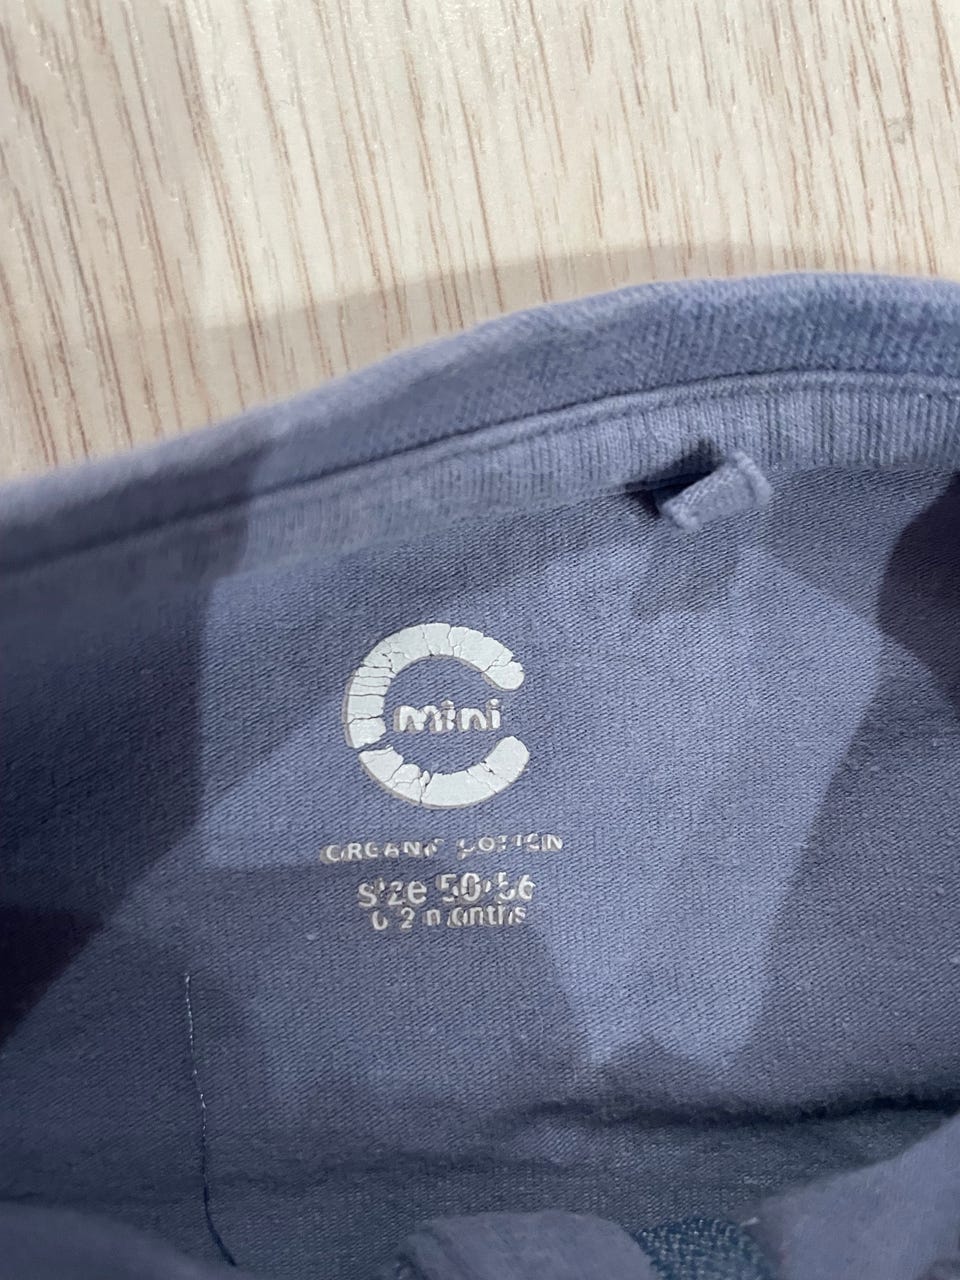 mini
ORGANIC COTTON
size 50-56
0-2 months